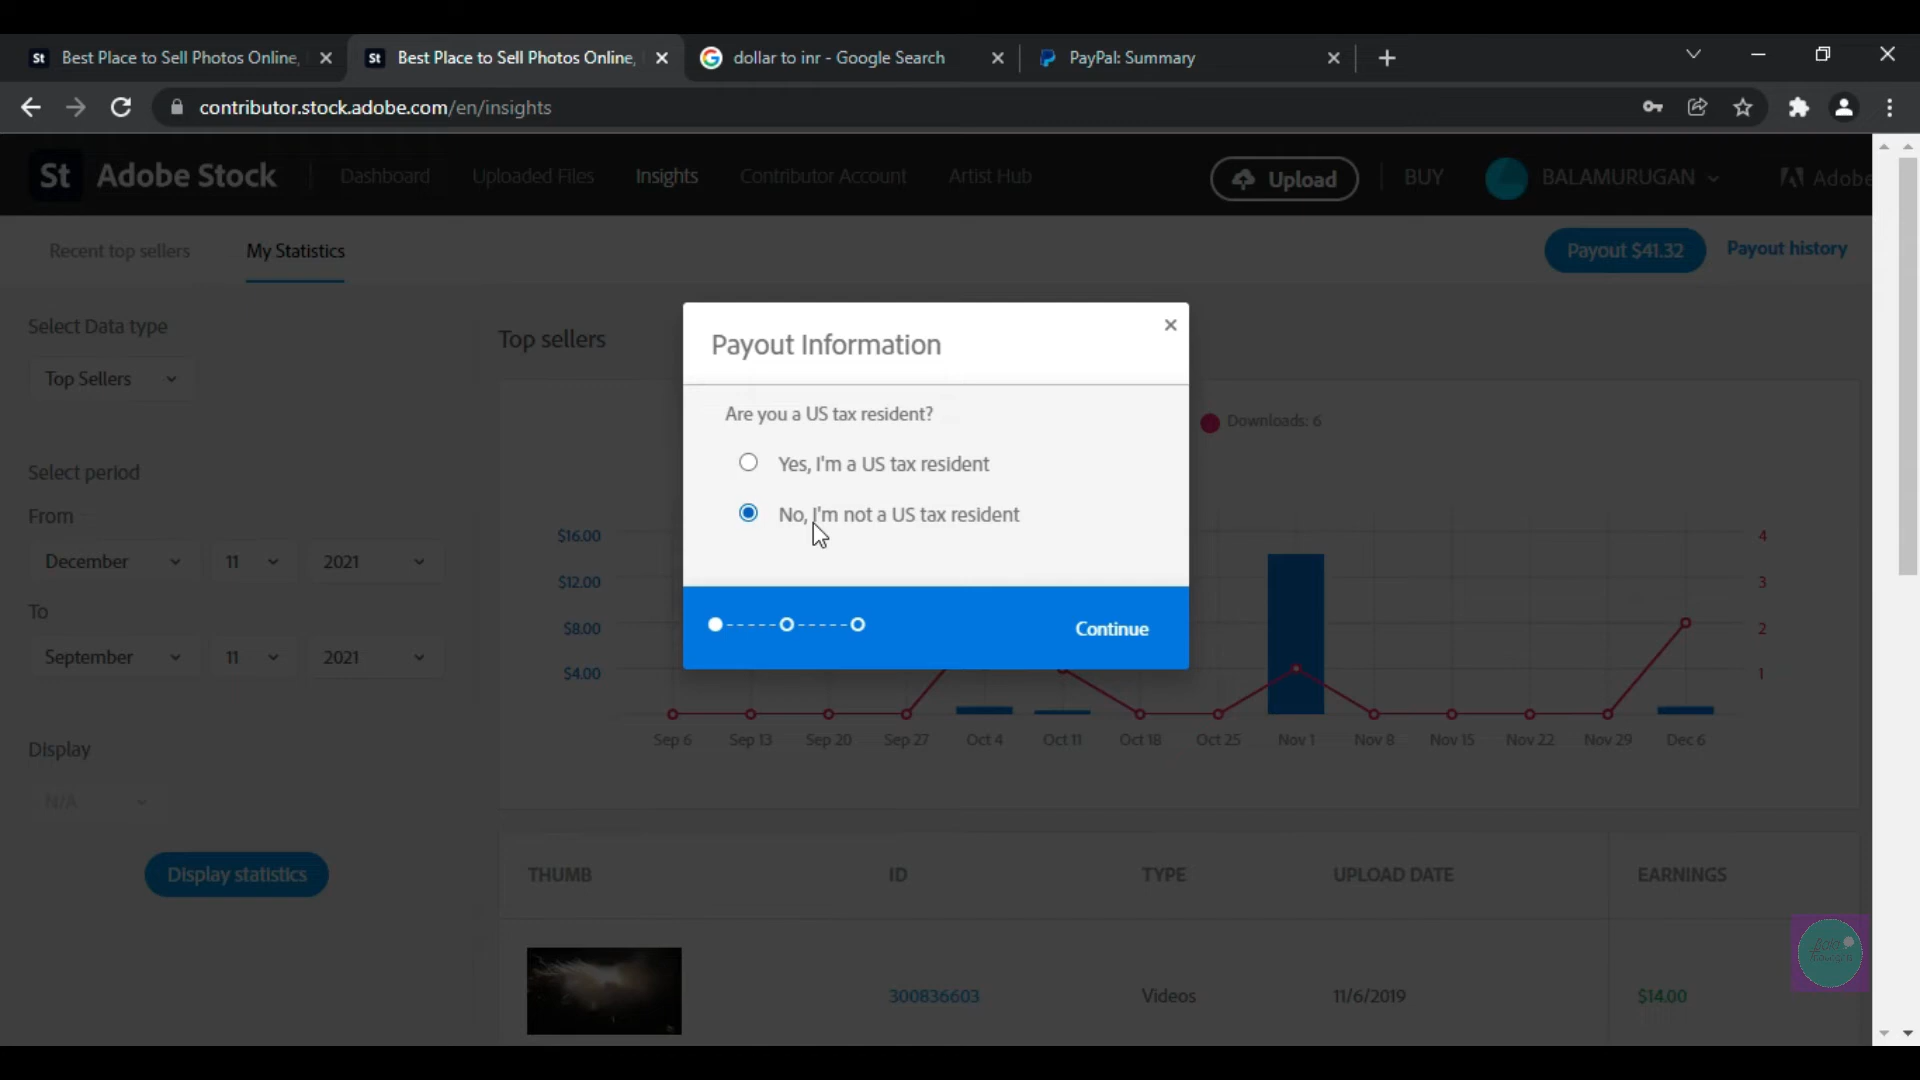 St Best Place to Sell Photos Online,
St Best Place to Sell Photos Online,
dollar to inr - Google Search
PayPal: Summary
contributor.stock.adobe.com/en/insights
St Adobe Stock
Dashboard
Uploaded Files
Insights
Contributor Account
Artist Hub
Upload
BUY
BALAMURUGAN
Adobe
Recent top sellers
My Statistics
Payout $41.32
Payout history
Select Data type
Top Sellers
Select period
From
December 11 2021
To
September 11 2021
Display
N/A
Display statistics
Top sellers
Downloads: 6
Payout Information
Are you a US tax resident?
Yes, I'm a US tax resident
No, I'm not a US tax resident
Continue
$16.00
$12.00
$8.00
$4.00
4
3
2
1
Sep 6 Sep 13 Sep 20 Sep 27 Oct 4 Oct 11 Oct 18 Oct 25 Nov 1 Nov 8 Nov 15 Nov 22 Nov 29 Dec 6
THUMB ID TYPE UPLOAD DATE EARNINGS
300836603 Videos 11/6/2019 $14.00